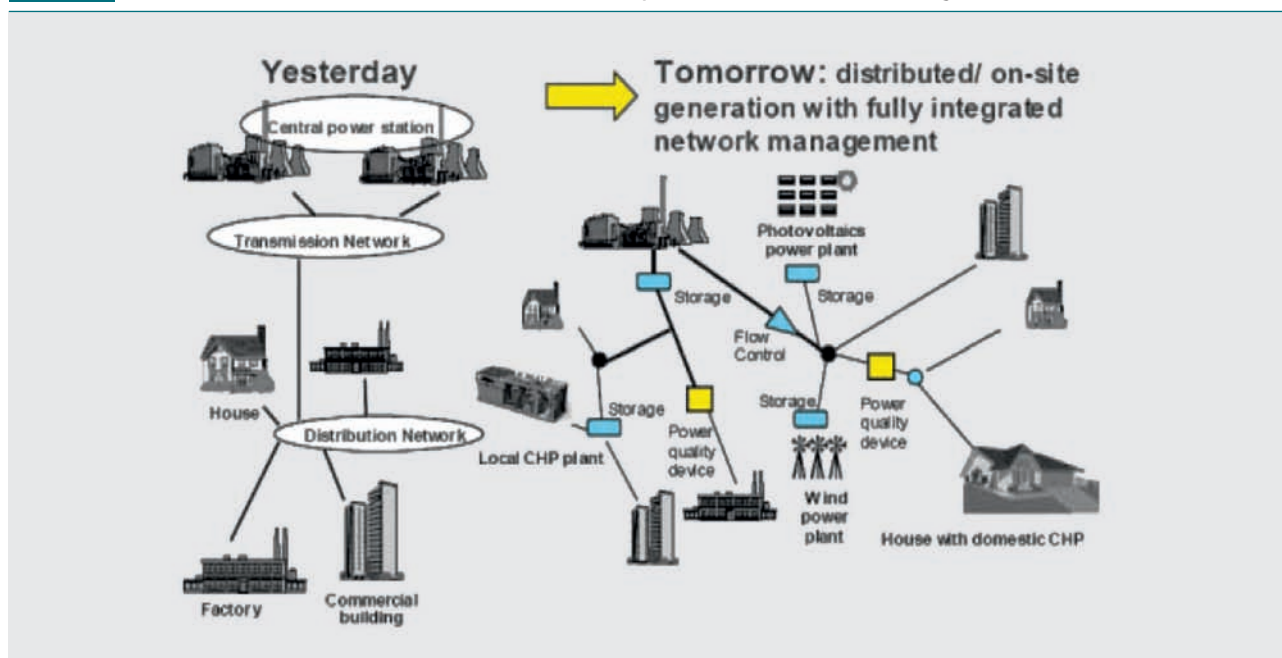 Yesterday
Tomorrow: distributed/ on-site
generation with fully integrated
network management
Central power station
Transmission Network
House
Distribution Network
Factory
Commercial
building
Photovoltaics
power plant
Storage
Storage
Flow
Control
Storage
Local CHP plant
Power
quality
device
Storage
Power
quality
device
Wind
power
plant
House with domestic CHP